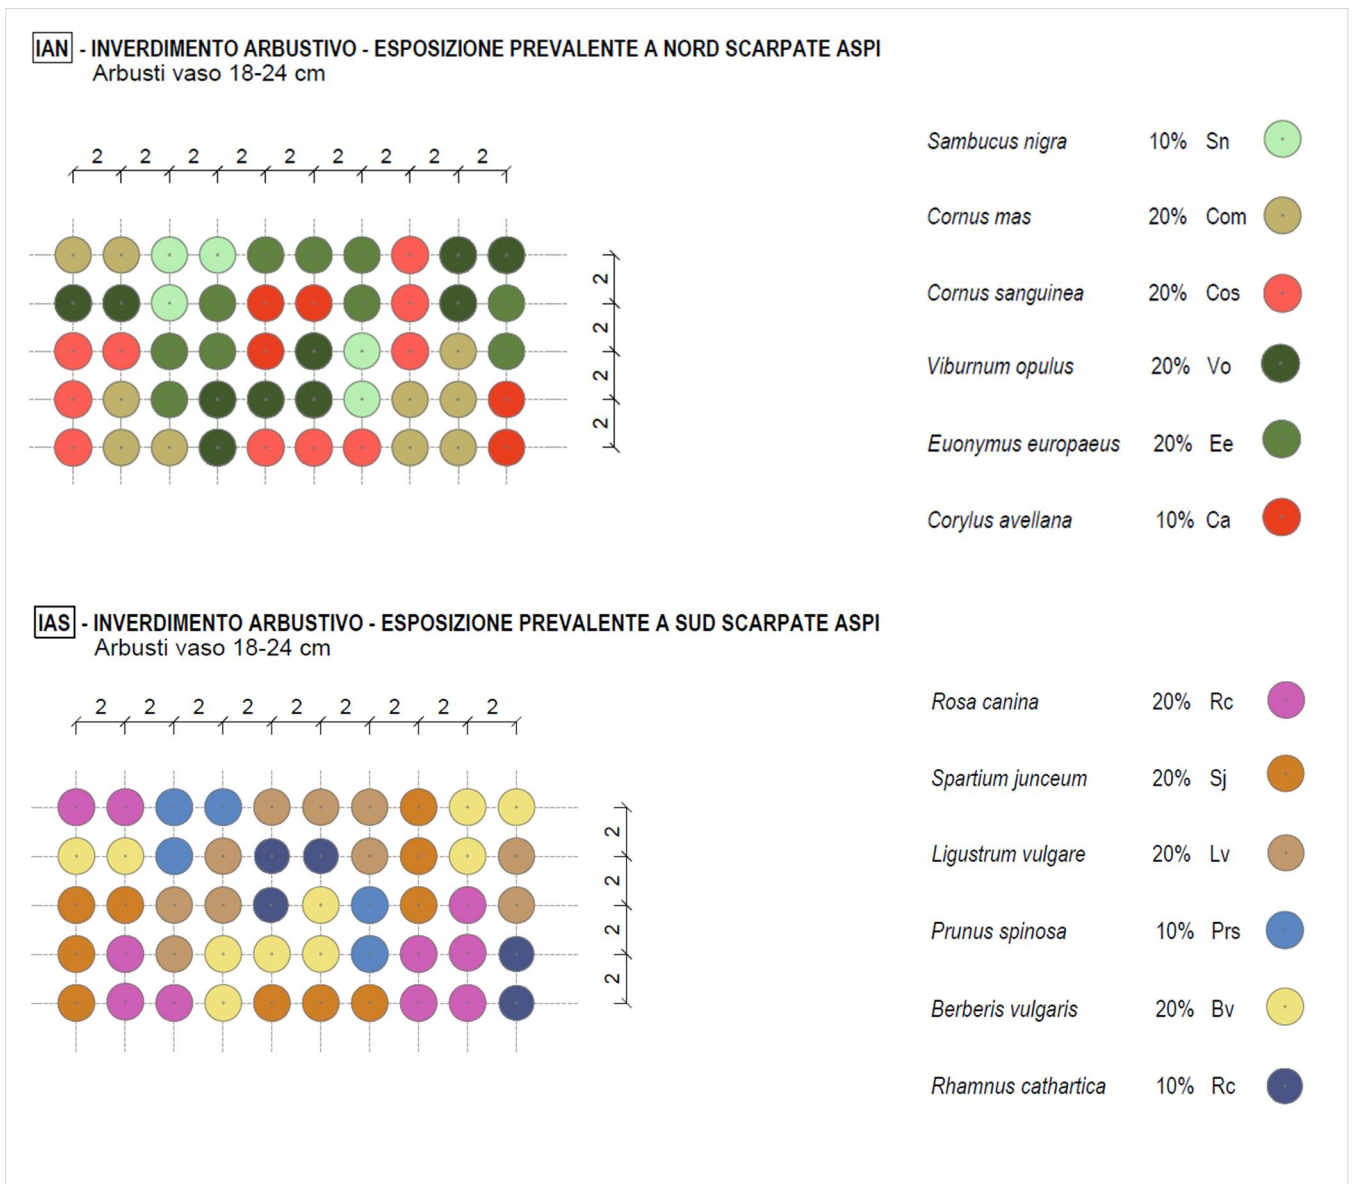 IAN - INVERDIMENTO ARBUSTIVO - ESPOSIZIONE PREVALENTE A NORD SCARPATE ASPI
Arbusti vaso 18-24 cm
2 2 2 2 2 2 2 2 2
2
2
2
2
Sambucus nigra 10% Sn
Cornus mas 20% Com
Cornus sanguinea 20% Cos
Viburnum opulus 20% Vo
Euonymus europaeus 20% Ee
Corylus avellana 10% Ca
IAS - INVERDIMENTO ARBUSTIVO - ESPOSIZIONE PREVALENTE A SUD SCARPATE ASPI
Arbusti vaso 18-24 cm
2 2 2 2 2 2 2 2 2
2
2
2
2
Rosa canina 20% Rc
Spartium junceum 20% Sj
Ligustrum vulgare 20% Lv
Prunus spinosa 10% Prs
Berberis vulgaris 20% Bv
Rhamnus cathartica 10% Rc